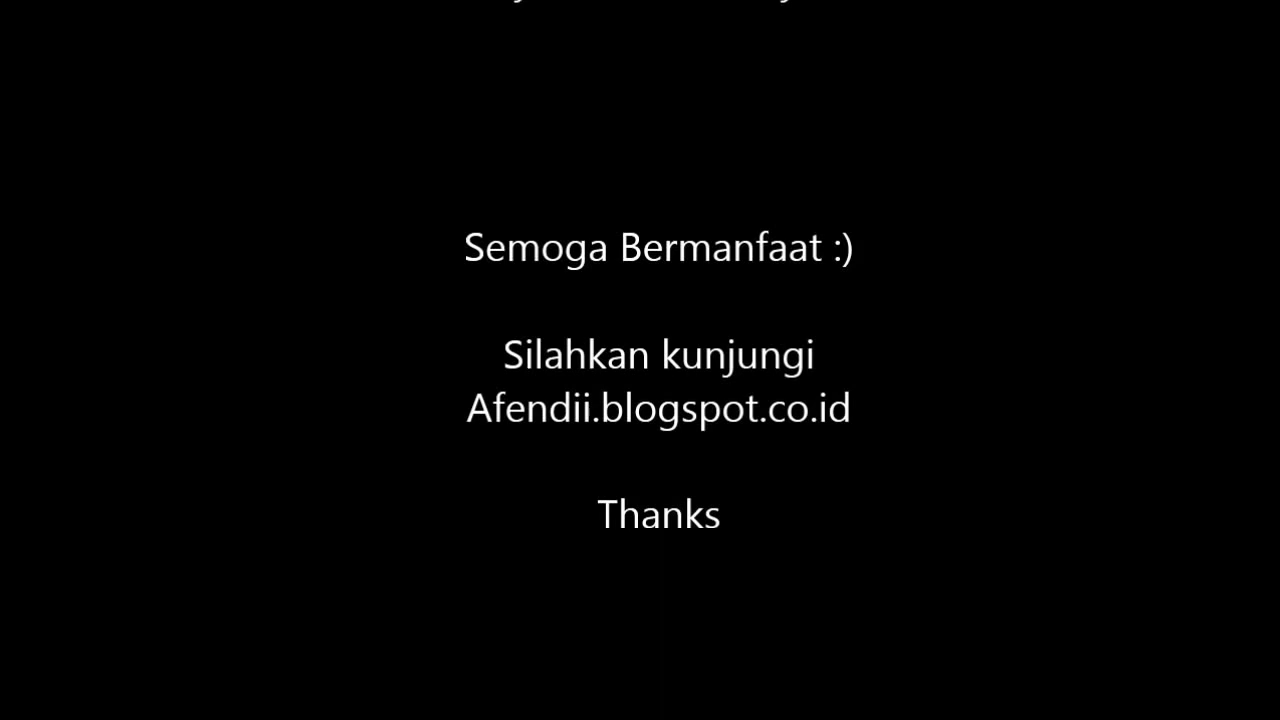 Semoga Bermanfaat :)
Silahkan kunjungi
Afendii.blogspot.co.id
Thanks